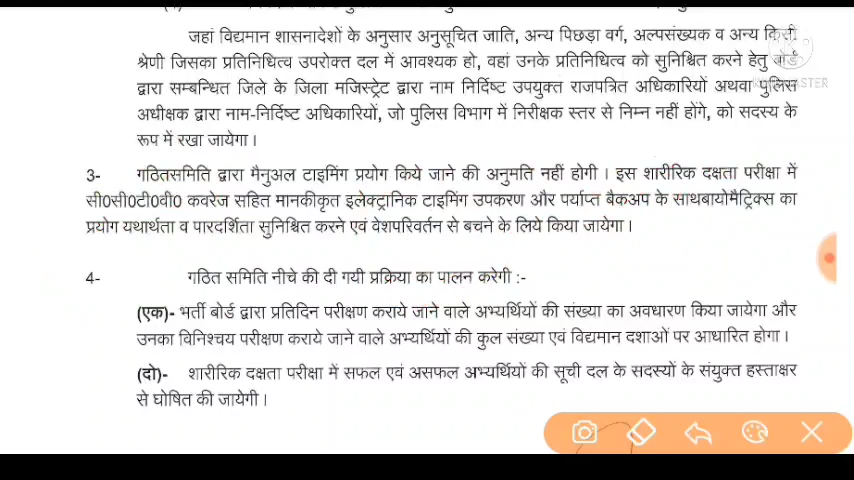 जहां विद्यमान शासनादेशों के अनुसार अनुसूचित जाति, अन्य पिछड़ा वर्ग, अल्पसंख्यक व अन्य किसी
श्रेणी जिसका प्रतिनिधित्व उपरोक्त दल में आवश्यक हो, वहां उनके प्रतिनिधित्व को सुनिश्चित करने हेतु बोर्ड
द्वारा सम्बन्धित जिले के जिला मजिस्ट्रेट द्वारा नाम निर्दिष्ट उपयुक्त राजपत्रित अधिकारियों अथवा पुलिस
अधीक्षक द्वारा नाम-निर्दिष्ट अधिकारियों, जो पुलिस विभाग में निरीक्षक स्तर से निम्न नहीं होंगे, को सदस्य के
रूप में रखा जायेगा।
3- गठितसमिति द्वारा मैनुअल टाइमिंग प्रयोग किये जाने की अनुमति नहीं होगी। इस शारीरिक दक्षता परीक्षा में
सी0सी0टी0वी0 कवरेज सहित मानकीकृत इलेक्ट्रानिक टाइमिंग उपकरण और पर्याप्त बैकअप के साथबायोमैट्रिक्स का
प्रयोग यथार्थता व पारदर्शिता सुनिश्चित करने एवं वेशपरिवर्तन से बचने के लिये किया जायेगा।
4- गठित समिति नीचे की दी गयी प्रक्रिया का पालन करेगी :-
(एक)- भर्ती बोर्ड द्वारा प्रतिदिन परीक्षण कराये जाने वाले अभ्यर्थियों की संख्या का अवधारण किया जायेगा और
उनका विनिश्चय परीक्षण कराये जाने वाले अभ्यर्थियों की कुल संख्या एवं विद्यमान दशाओं पर आधारित होगा।
(दो)- शारीरिक दक्षता परीक्षा में सफल एवं असफल अभ्यर्थियों की सूची दल के सदस्यों के संयुक्त हस्ताक्षर
से घोषित की जायेगी।